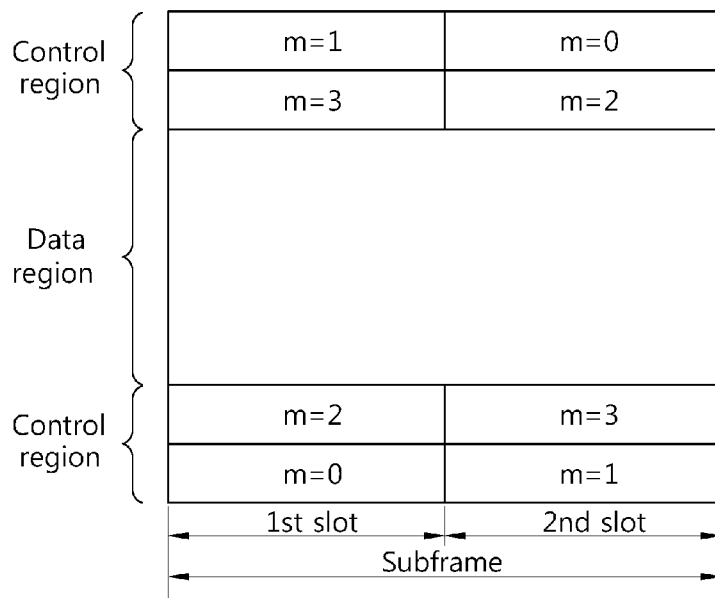 Control
region
m=1
m=0
m=3
m=2
Data
region
Control
region
m=2
m=3
m=0
m=1
1st slot
2nd slot
Subframe